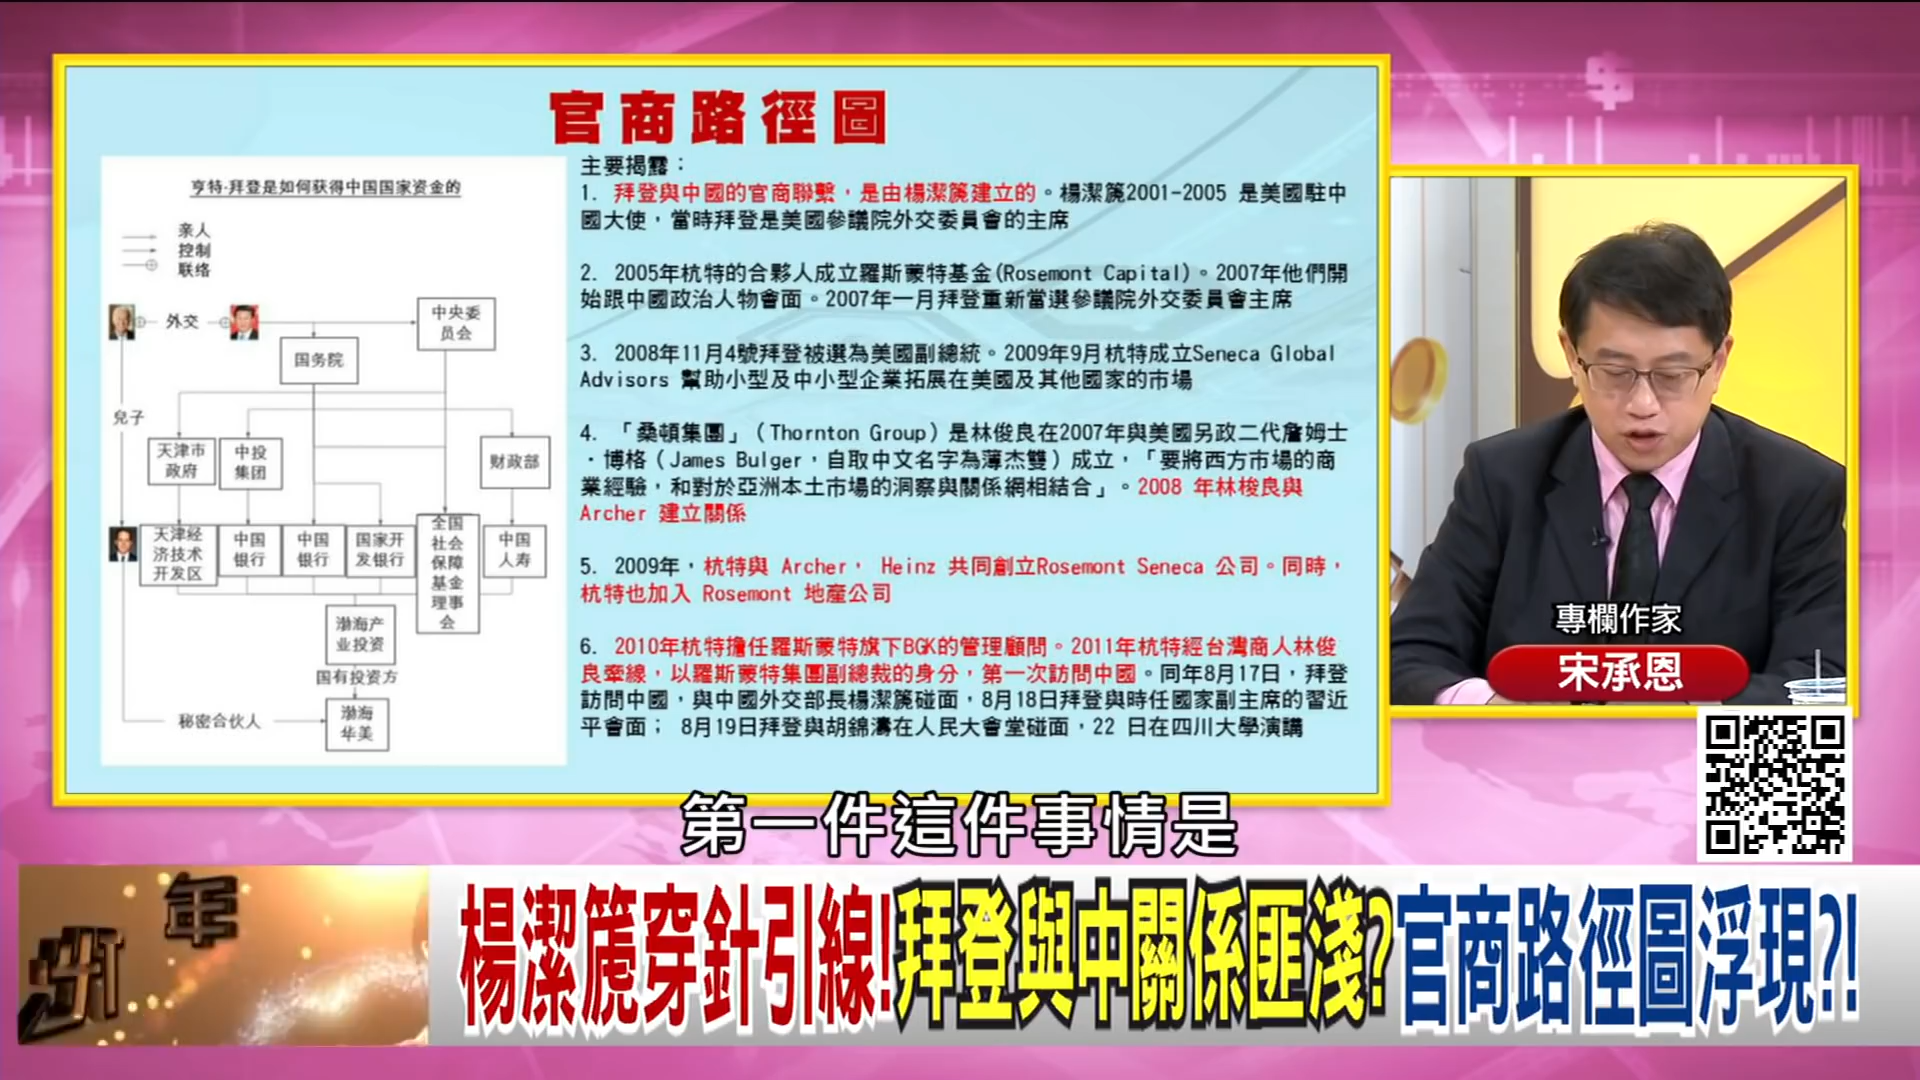 官商路徑圖
亨特·拜登是如何获得中国国家资金的
亲人
控制
联络
外交
中央委
员会
国务院
兒子
天津市
政府
中投
集团
财政部
天津经
济技术
开发区
中国
银行
中国
银行
国家开
发银行
全国
社会
保障
基金
理事
会
中国
人寿
渤海产
业投资
国有投资方
秘密合伙人
渤海
华美
主要揭露：
1. 拜登與中國的官商聯繫，是由楊潔篪建立的。楊潔篪2001-2005 是美國駐中
國大使，當時拜登是美國參議院外交委員會的主席
2. 2005年杭特的合夥人成立羅斯蒙特基金(Rosemont Capital)。2007年他們開
始跟中國政治人物會面。2007年一月拜登重新當選參議院外交委員會主席
3. 2008年11月4號拜登被選為美國副總統。2009年9月杭特成立Seneca Global
Advisors 幫助小型及中小型企業拓展在美國及其他國家的市場
4. 「桑頓集團」（Thornton Group）是林俊良在2007年與美國另政二代詹姆士
·博格（James Bulger，自取中文名字為薄杰雙）成立，「要將西方市場的商
業經驗，和對於亞洲本土市場的洞察與關係網相結合」。2008 年林梭良與
Archer 建立關係
5. 2009年，杭特與 Archer， Heinz 共同創立Rosemont Seneca 公司。同時，
杭特也加入 Rosemont 地產公司
6. 2010年杭特擔任羅斯蒙特旗下BGK的管理顧問。2011年杭特經台灣商人林俊
良牽線，以羅斯蒙特集團副總裁的身分，第一次訪問中國。同年8月17日，拜登
訪問中國，與中國外交部長楊潔篪碰面，8月18日拜登與時任國家副主席的習近
平會面； 8月19日拜登與胡錦濤在人民大會堂碰面，22 日在四川大學演講
專欄作家
宋承恩
第一件這件事情是
年
楊潔篪穿針引線!拜登與中關係匪淺?官商路徑圖浮現?!